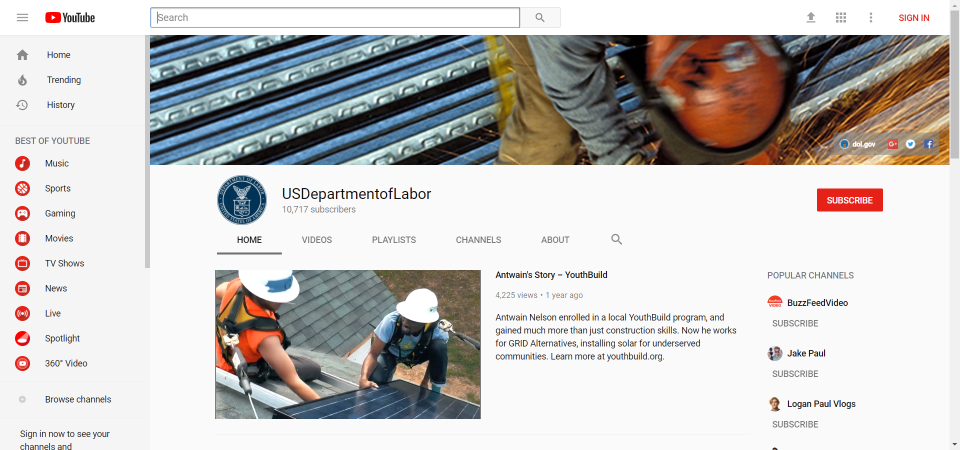 YouTube
Search
SIGN IN
Home
Trending
History
BEST OF YOUTUBE
Music
Sports
Gaming
Movies
TV Shows
News
Live
Spotlight
360° Video
Browse channels
Sign in now to see your
channels and
dol.gov
USDepartmentofLabor
10,717 subscribers
SUBSCRIBE
HOME
VIDEOS
PLAYLISTS
CHANNELS
ABOUT
Antwain's Story – YouthBuild
4,225 views • 1 year ago
Antwain Nelson enrolled in a local YouthBuild program, and
gained much more than just construction skills. Now he works
for GRID Alternatives, installing solar for underserved
communities. Learn more at youthbuild.org.
POPULAR CHANNELS
BuzzFeedVideo
SUBSCRIBE
Jake Paul
SUBSCRIBE
Logan Paul Vlogs
SUBSCRIBE